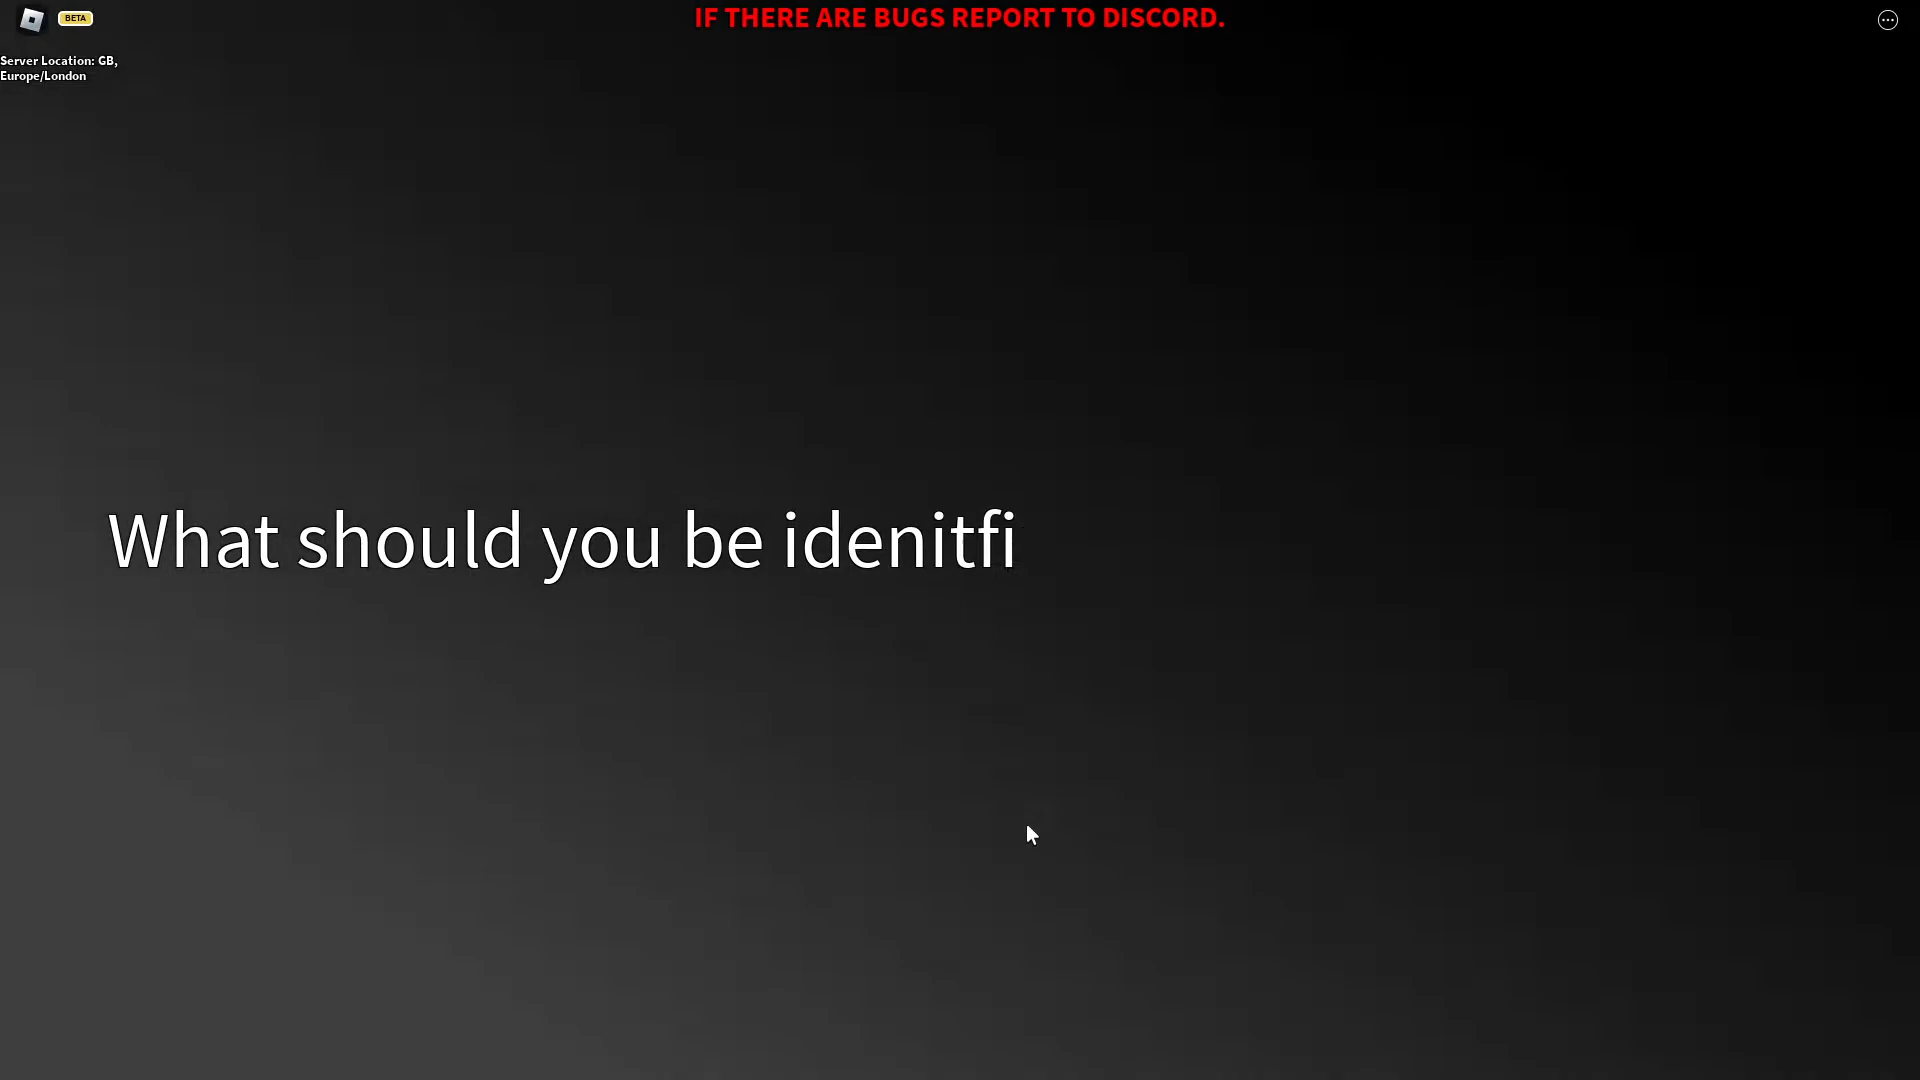 BETA
IF THERE ARE BUGS REPORT TO DISCORD.
Server Location: GB,
Europe/London
What should you be idenitfi